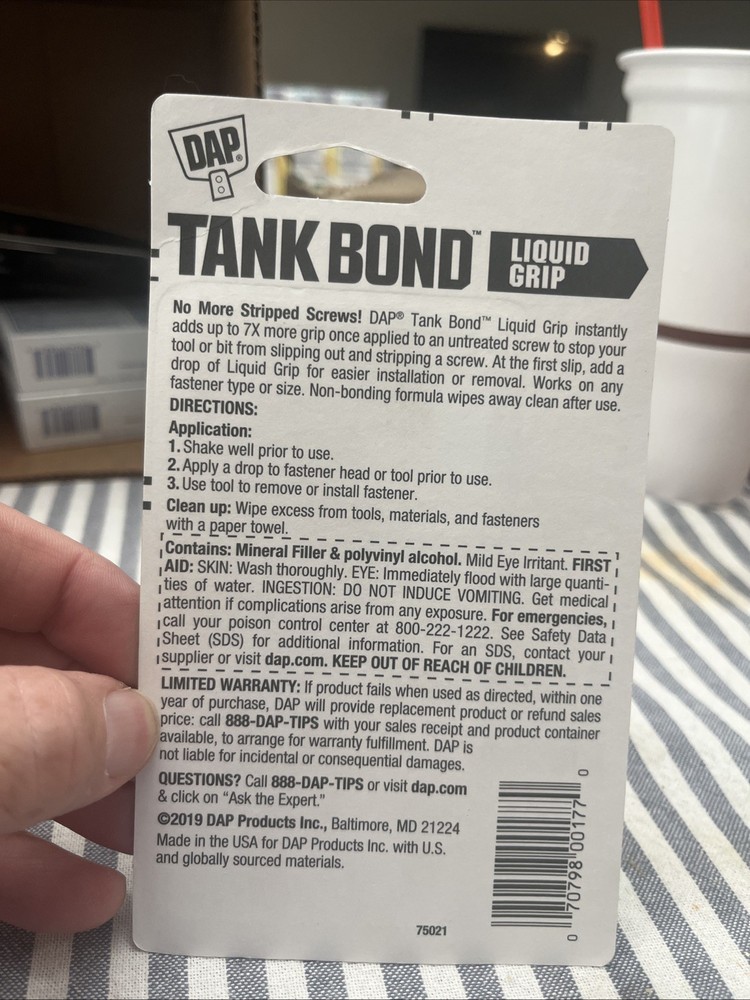 DAP®
TANK BOND™
LIQUID
GRIP
No More Stripped Screws! DAP® Tank Bond™ Liquid Grip instantly
adds up to 7X more grip once applied to an untreated screw to stop your
tool or bit from slipping out and stripping a screw. At the first slip, add a
drop of Liquid Grip for easier installation or removal. Works on any
fastener type or size. Non-bonding formula wipes away clean after use.
DIRECTIONS:
Application:
1. Shake well prior to use.
2. Apply a drop to fastener head or tool prior to use.
3. Use tool to remove or install fastener.
Clean up: Wipe excess from tools, materials, and fasteners
with a paper towel.
Contains: Mineral Filler & polyvinyl alcohol. Mild Eye Irritant. FIRST
AID: SKIN: Wash thoroughly. EYE: Immediately flood with large quanti-
ties of water. INGESTION: DO NOT INDUCE VOMITING. Get medical
attention if complications arise from any exposure. For emergencies,
call your poison control center at 800-222-1222. See Safety Data
Sheet (SDS) for additional information. For an SDS, contact your
supplier or visit dap.com. KEEP OUT OF REACH OF CHILDREN.
LIMITED WARRANTY: If product fails when used as directed, within one
year of purchase, DAP will provide replacement product or refund sales
price: call 888-DAP-TIPS with your sales receipt and product container
available, to arrange for warranty fulfillment. DAP is
not liable for incidental or consequential damages.
QUESTIONS? Call 888-DAP-TIPS or visit dap.com
& click on “Ask the Expert.”
©2019 DAP Products Inc., Baltimore, MD 21224
Made in the USA for DAP Products Inc. with U.S.
and globally sourced materials.
75021
0 70798 00177 0